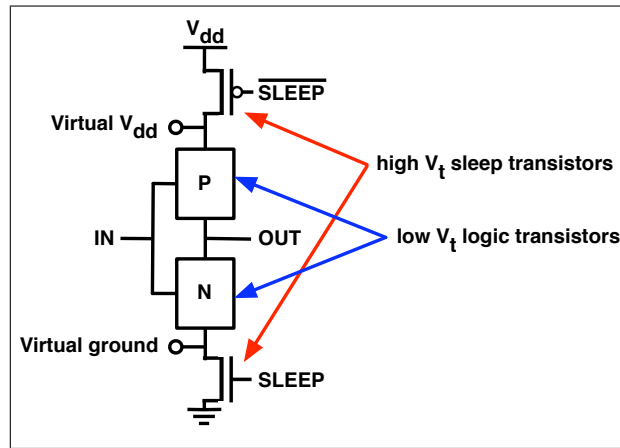 Vdd
SLEEP
Virtual Vdd
high Vt sleep transistors
P
IN
OUT
low Vt logic transistors
N
Virtual ground
SLEEP